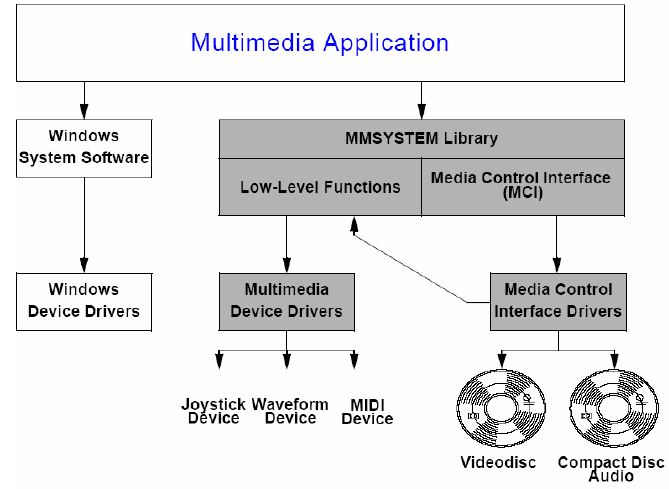 Multimedia Application
Windows
System Software
MMSYSTEM Library
Low-Level Functions
Media Control Interface
(MCI)
Windows
Device Drivers
Multimedia
Device Drivers
Media Control
Interface Drivers
Joystick
Device
Waveform
Device
MIDI
Device
Videodisc
Compact Disc
Audio